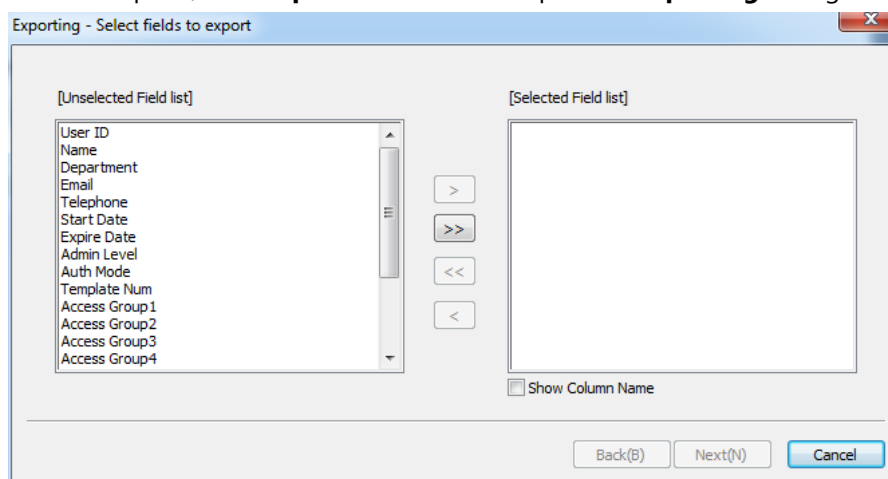 Exporting - Select fields to export
[Unselected Field list]
[Selected Field list]
User ID
Name
Department
Email
Telephone
Start Date
Expire Date
Admin Level
Auth Mode
Template Num
Access Group1
Access Group2
Access Group3
Access Group4
>
>>
<<
<
Show Column Name
Back(B)
Next(N)
Cancel